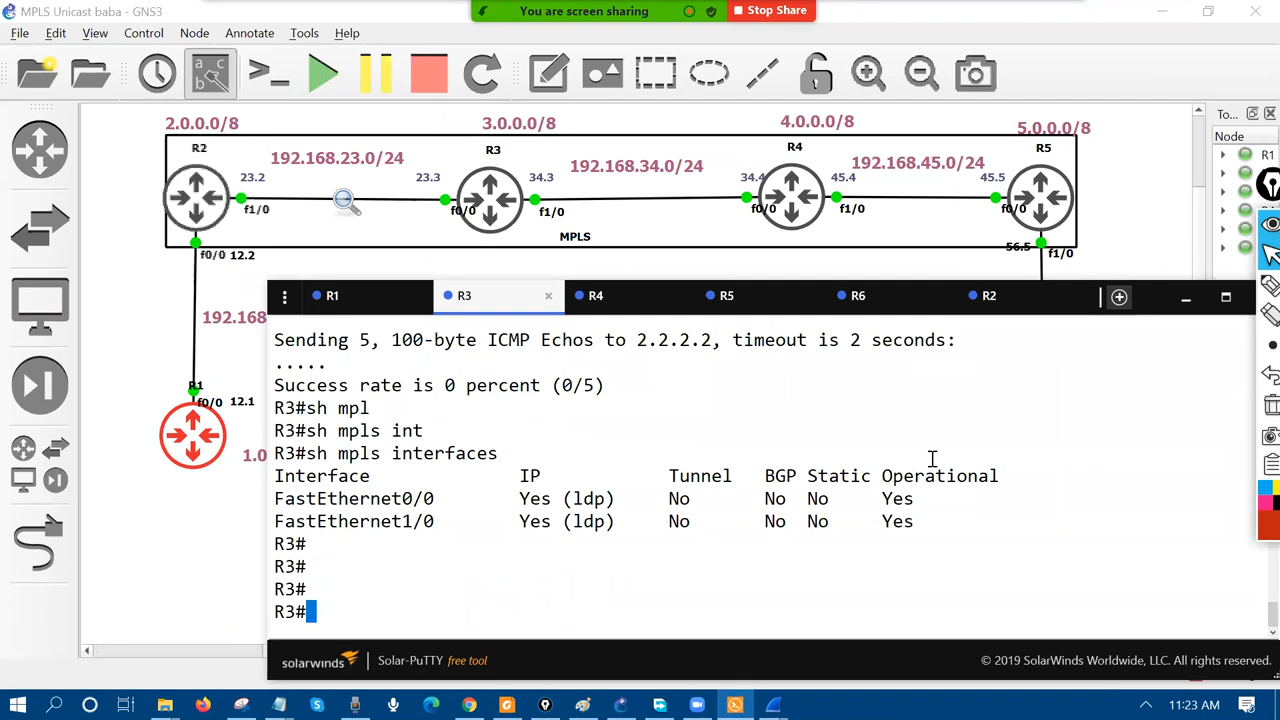 MPLS Unicast baba - GNS3
You are screen sharing
Stop Share
File Edit View Control Node Annotate Tools Help
2.0.0.0/8 3.0.0.0/8 4.0.0.0/8 5.0.0.0/8
To...
Node
R1
R2 R3 R4 R5
192.168.23.0/24 192.168.34.0/24 192.168.45.0/24
23.2 23.3 34.3 34.4 45.4 45.5
f1/0 f0/0 f1/0 f0/0 f1/0 f0/0
MPLS
f0/0 12.2
56.5 f1/0
192.168
R1
f0/0 12.1
1.0
R1 R3 R4 R5 R6 R2
Sending 5, 100-byte ICMP Echos to 2.2.2.2, timeout is 2 seconds:
.....
Success rate is 0 percent (0/5)
R3#sh mpl
R3#sh mpls int
R3#sh mpls interfaces
Interface IP Tunnel BGP Static Operational
FastEthernet0/0 Yes (ldp) No No No Yes
FastEthernet1/0 Yes (ldp) No No No Yes
R3#
R3#
R3#
R3#
solarwinds Solar-PuTTY free tool © 2019 SolarWinds Worldwide, LLC. All rights reserved.
11:23 AM